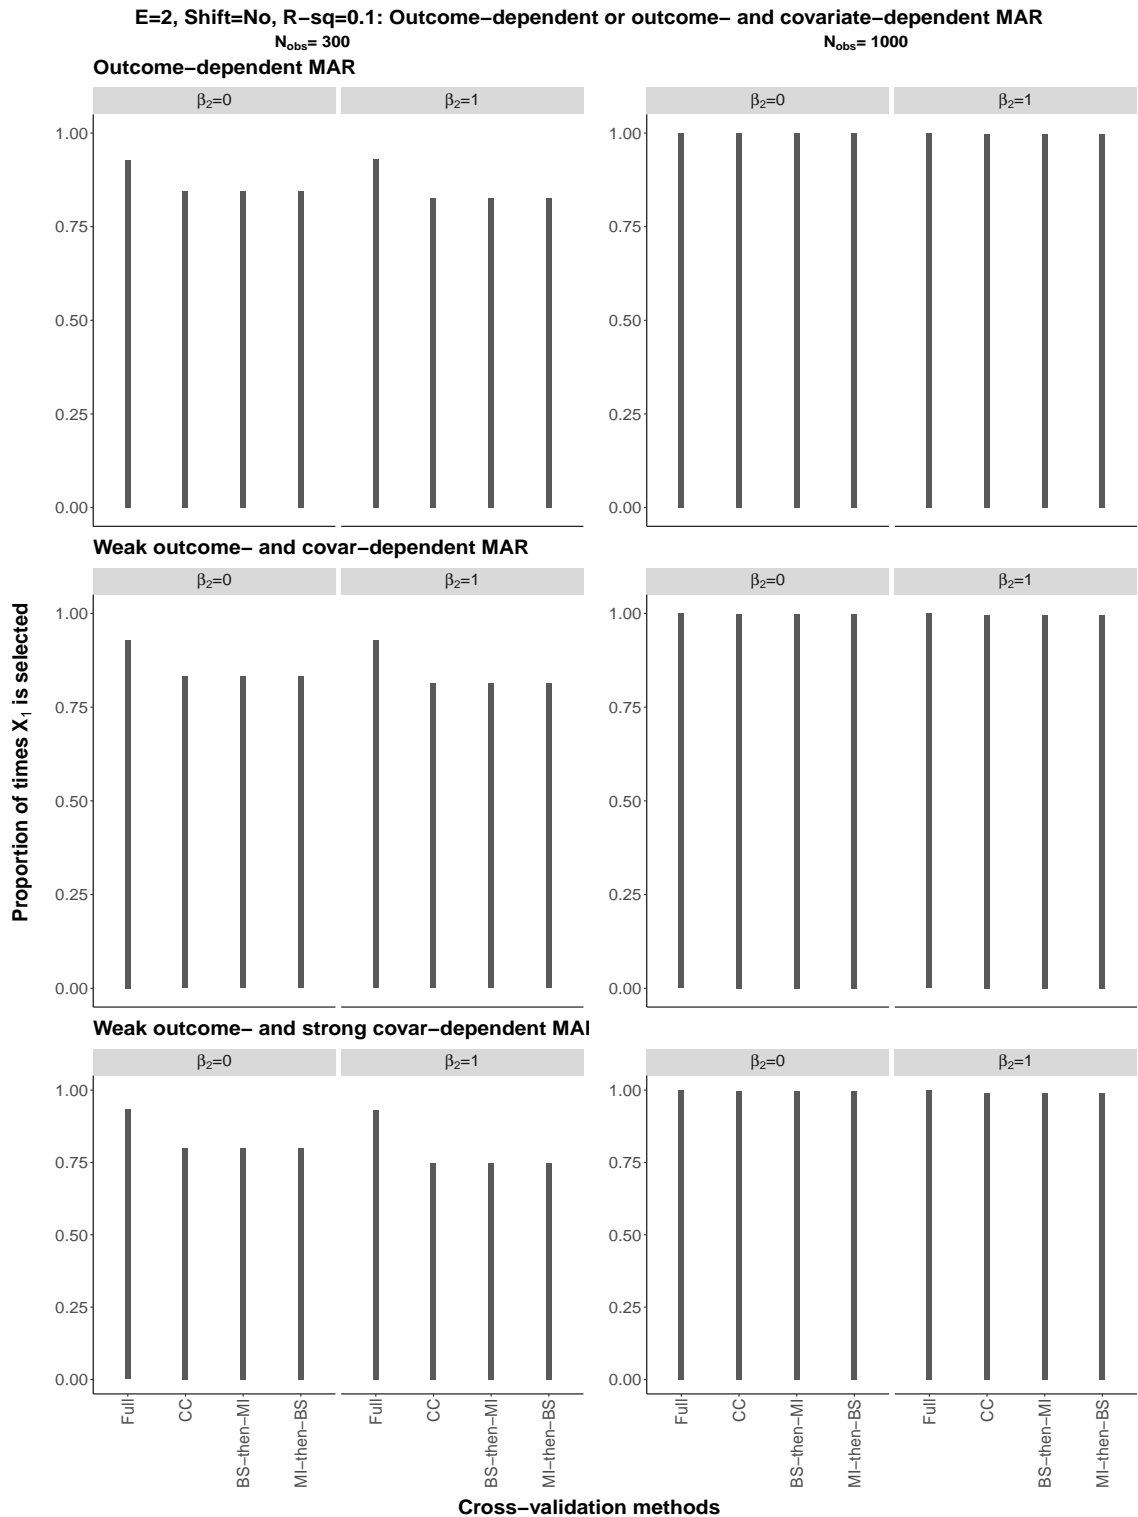 E=2, Shift=No, R−sq=0.1: Outcome−dependent or outcome− and covariate−dependent MAR
N_obs= 300 N_obs= 1000
Outcome−dependent MAR
β₂=0 β₂=1 β₂=0 β₂=1
1.00 1.00
0.75 0.75
0.50 0.50
0.25 0.25
0.00 0.00
Weak outcome− and covar−dependent MAR
β₂=0 β₂=1 β₂=0 β₂=1
1.00 1.00
0.75 0.75
0.50 0.50
0.25 0.25
0.00 0.00
Proportion of times X₁ is selected
Weak outcome− and strong covar−dependent MA
β₂=0 β₂=1 β₂=0 β₂=1
1.00 1.00
0.75 0.75
0.50 0.50
0.25 0.25
0.00 0.00
Full CC BS−then−MI MI−then−BS Full CC BS−then−MI MI−then−BS Full CC BS−then−MI MI−then−BS Full CC BS−then−MI MI−then−BS
Cross−validation methods